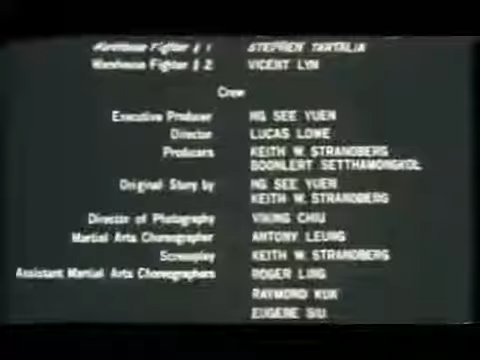 Warehouse Fighter # 1 STEPHEN TARTALIA
Warehouse Fighter # 2 VICENT LYN
Crew
Executive Producer NG SEE YUEN
Director LUCAS LOWE
Producers KEITH W. STRANDBERG
BOONLERT SETTHAMONGKOL
Original Story by NG SEE YUEN
KEITH W. STRANDBERG
Director of Photography VIKING CHIU
Martial Arts Choreographer ANTONY LEUNG
Screenplay KEITH W. STRANDBERG
Assistant Martial Arts Choreographers ROGER LING
RAYMOND KUK
EUGENE SIU